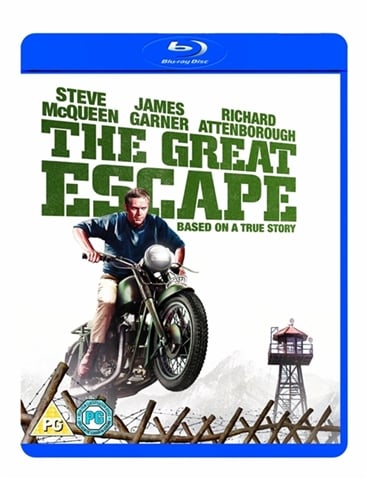 Blu-ray Disc
STEVE McQUEEN
JAMES GARNER
RICHARD ATTENBOROUGH
THE GREAT
ESCAPE
BASED ON A TRUE STORY
PG
PG